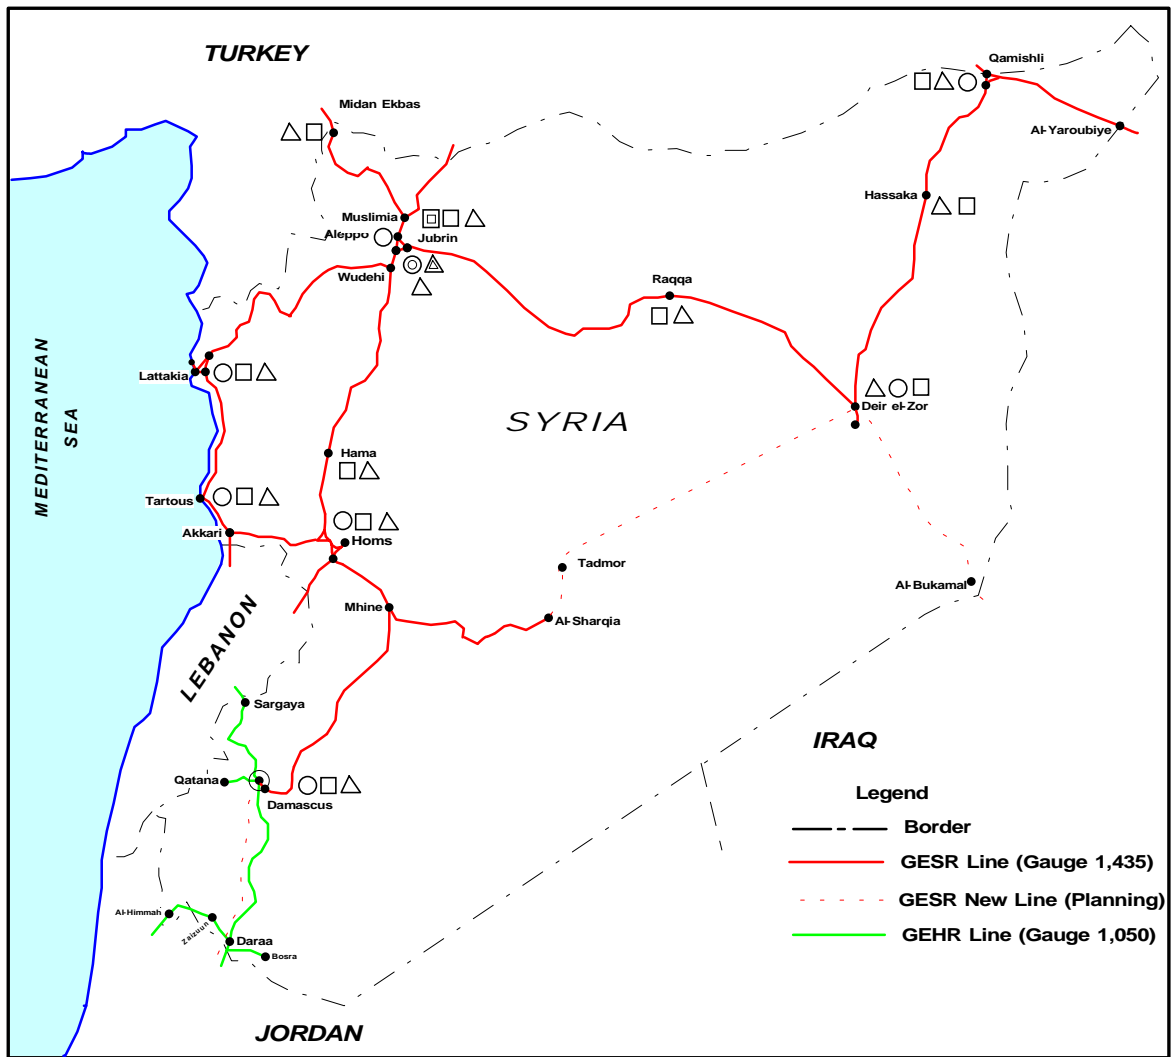 TURKEY
Qamishli
Midan Ekbas
Al-Yaroubiye
Hassaka
Muslimia
Aleppo
Jubrin
Wudehi
Raqqa
MEDITERRANEAN
SEA
Lattakia
Deir el-Zor
SYRIA
Hama
Tartous
Akkari
Homs
Tadmor
Al-Bukamal
Mhine
Al-Sharqia
LEBANON
Sargaya
IRAQ
Qatana
Damascus
Legend
Border
GESR Line (Gauge 1,435)
GESR New Line (Planning)
GEHR Line (Gauge 1,050)
Al-Himmah
Zaizuun
Daraa
Bosra
JORDAN